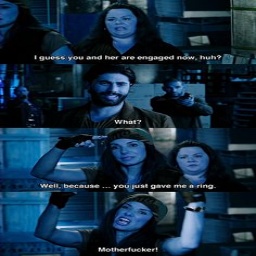 I guess you and her are engaged now, huh?
What?
Well, because ... you just gave me a ring.
Motherfucker!